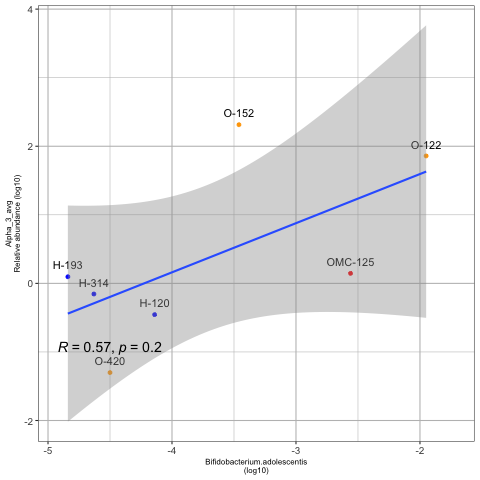 4
2
0
-2
Alpha_3_avg
Relative abundance (log10)
O-152
O-122
H-193
OMC-125
H-314
H-120
R = 0.57, p = 0.2
O-420
-5
-4
-3
-2
Bifidobacterium.adolescentis
(log10)